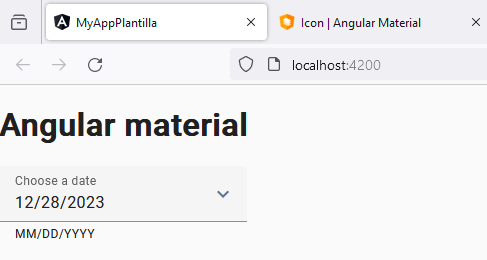 MyAppPlantilla
Icon | Angular Material
localhost:4200
Angular material
Choose a date
12/28/2023
MM/DD/YYYY